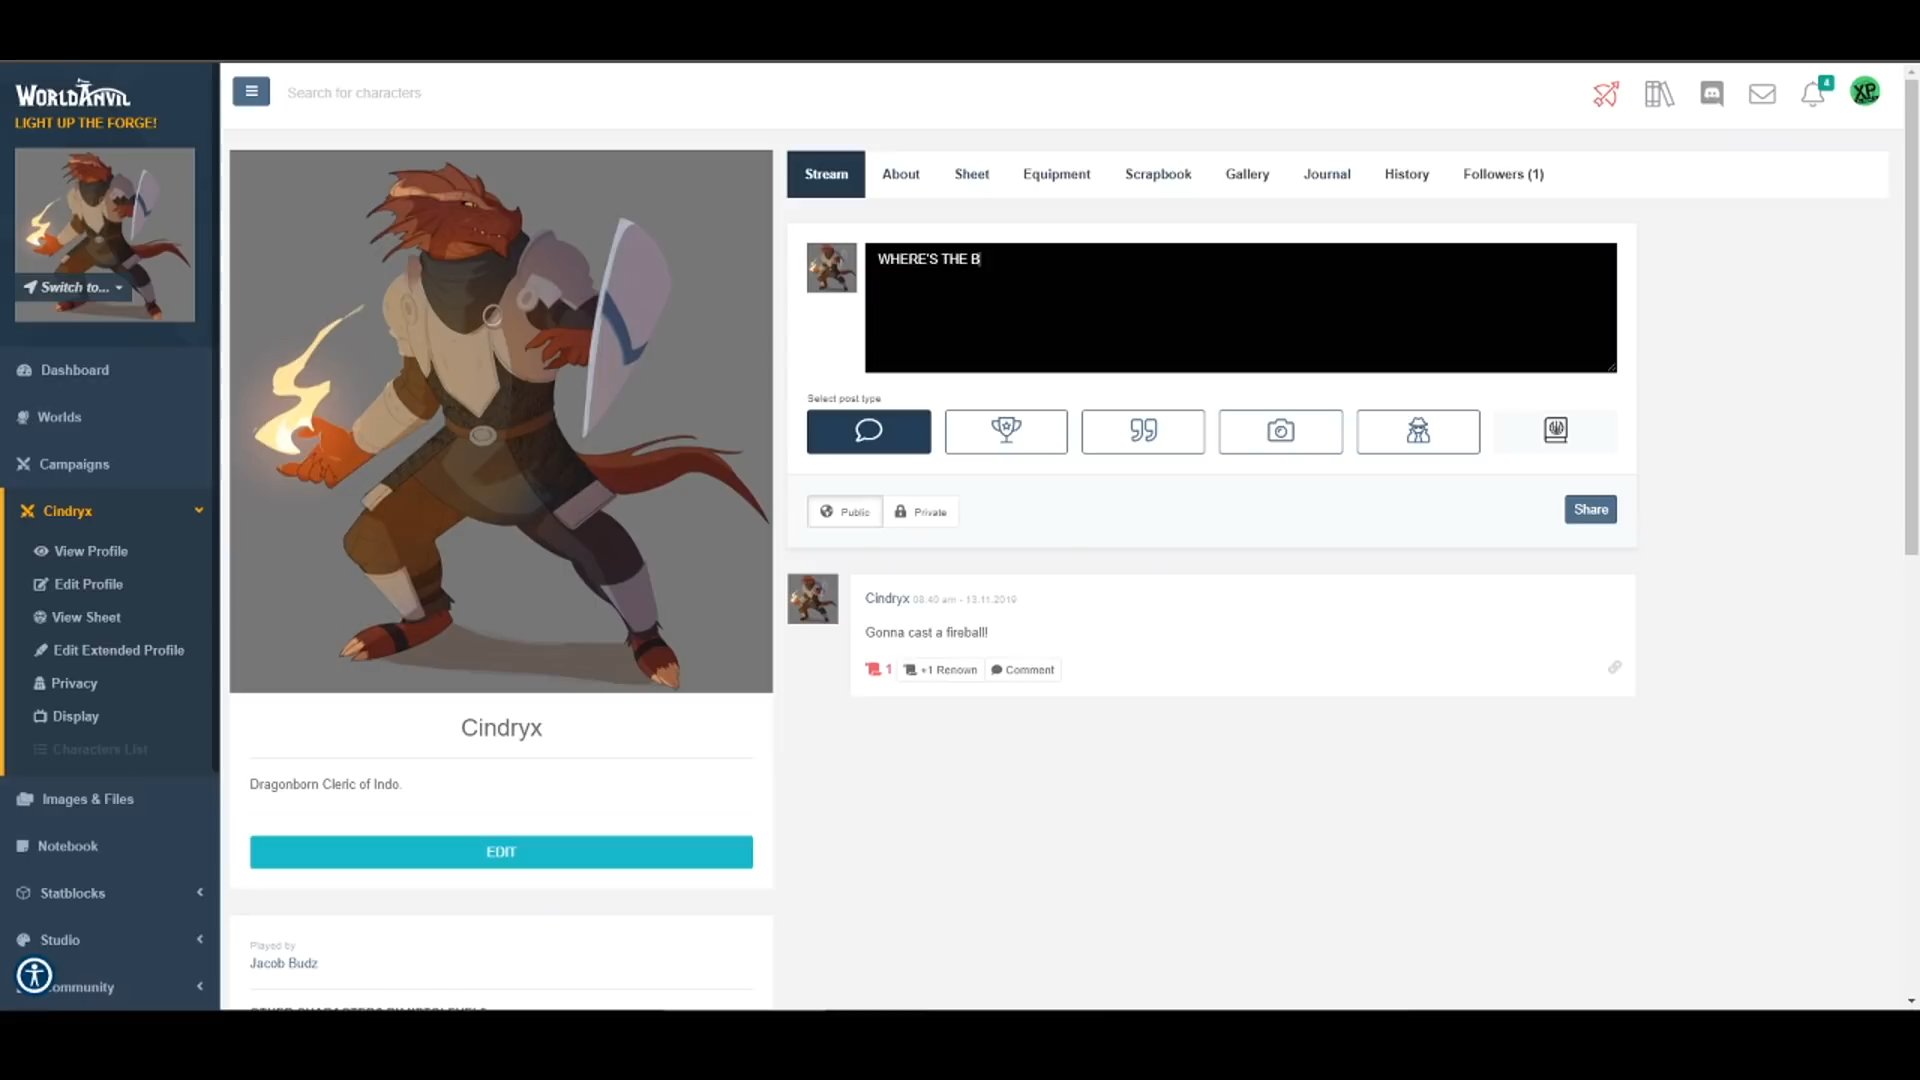 WORLDANVIL
LIGHT UP THE FORGE!
Switch to...
Dashboard
Worlds
Campaigns
Cindryx
View Profile
Edit Profile
View Sheet
Edit Extended Profile
Privacy
Display
Characters List
Images & Files
Notebook
Statblocks
Studio
ommunity
Search for characters
4
XP
Cindryx
Dragonborn Cleric of Indo.
EDIT
Played by
Jacob Budz
Stream
About
Sheet
Equipment
Scrapbook
Gallery
Journal
History
Followers (1)
WHERE'S THE B
Select post type
Public
Private
Share
Cindryx 08.40 am - 13.11.2019
Gonna cast a fireball!
1
+1 Renown
Comment